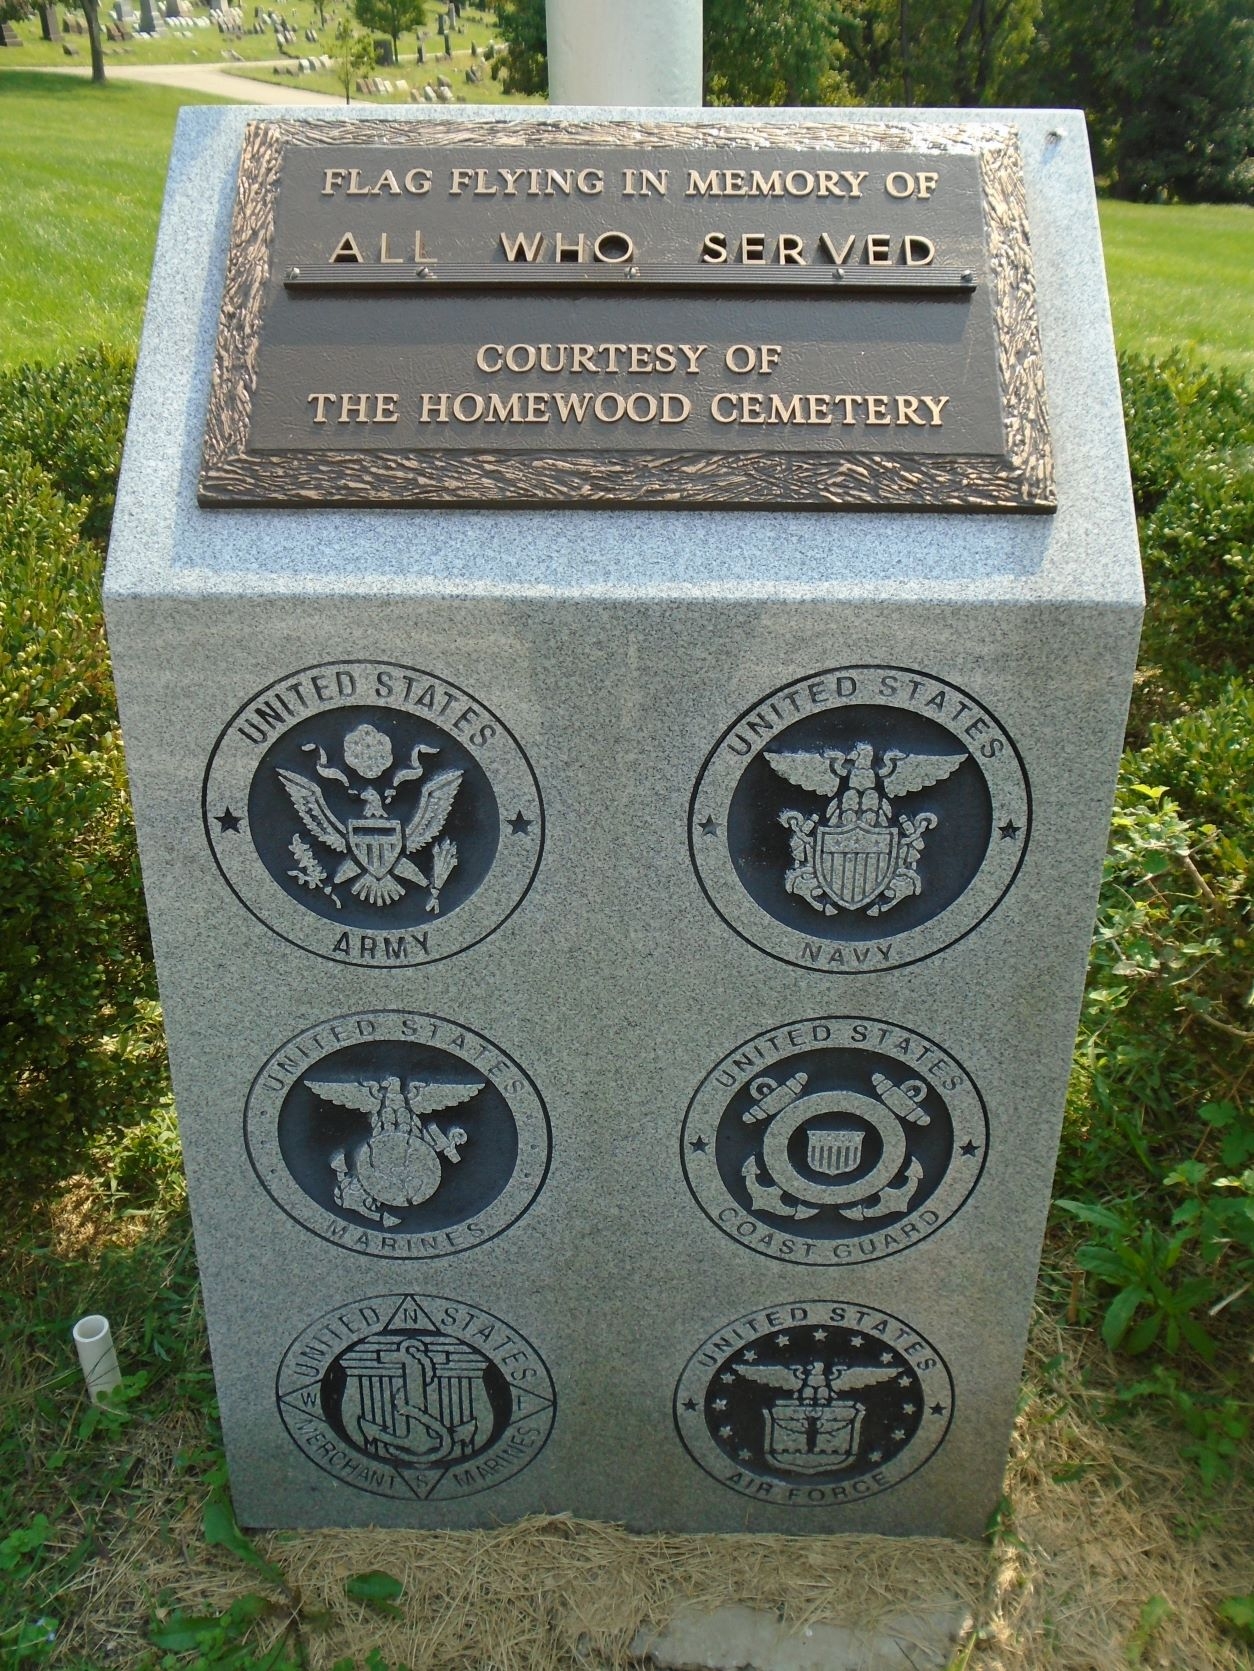 FLAG FLYING IN MEMORY OF
ALL WHO SERVED
COURTESY OF
THE HOMEWOOD CEMETERY
UNITED STATES
ARMY
UNITED STATES
NAVY
UNITED STATES
MARINES
UNITED STATES
COAST GUARD
UNITED STATES
N
W
MM
MERCHANT MARINES
UNITED STATES
AIR FORCE